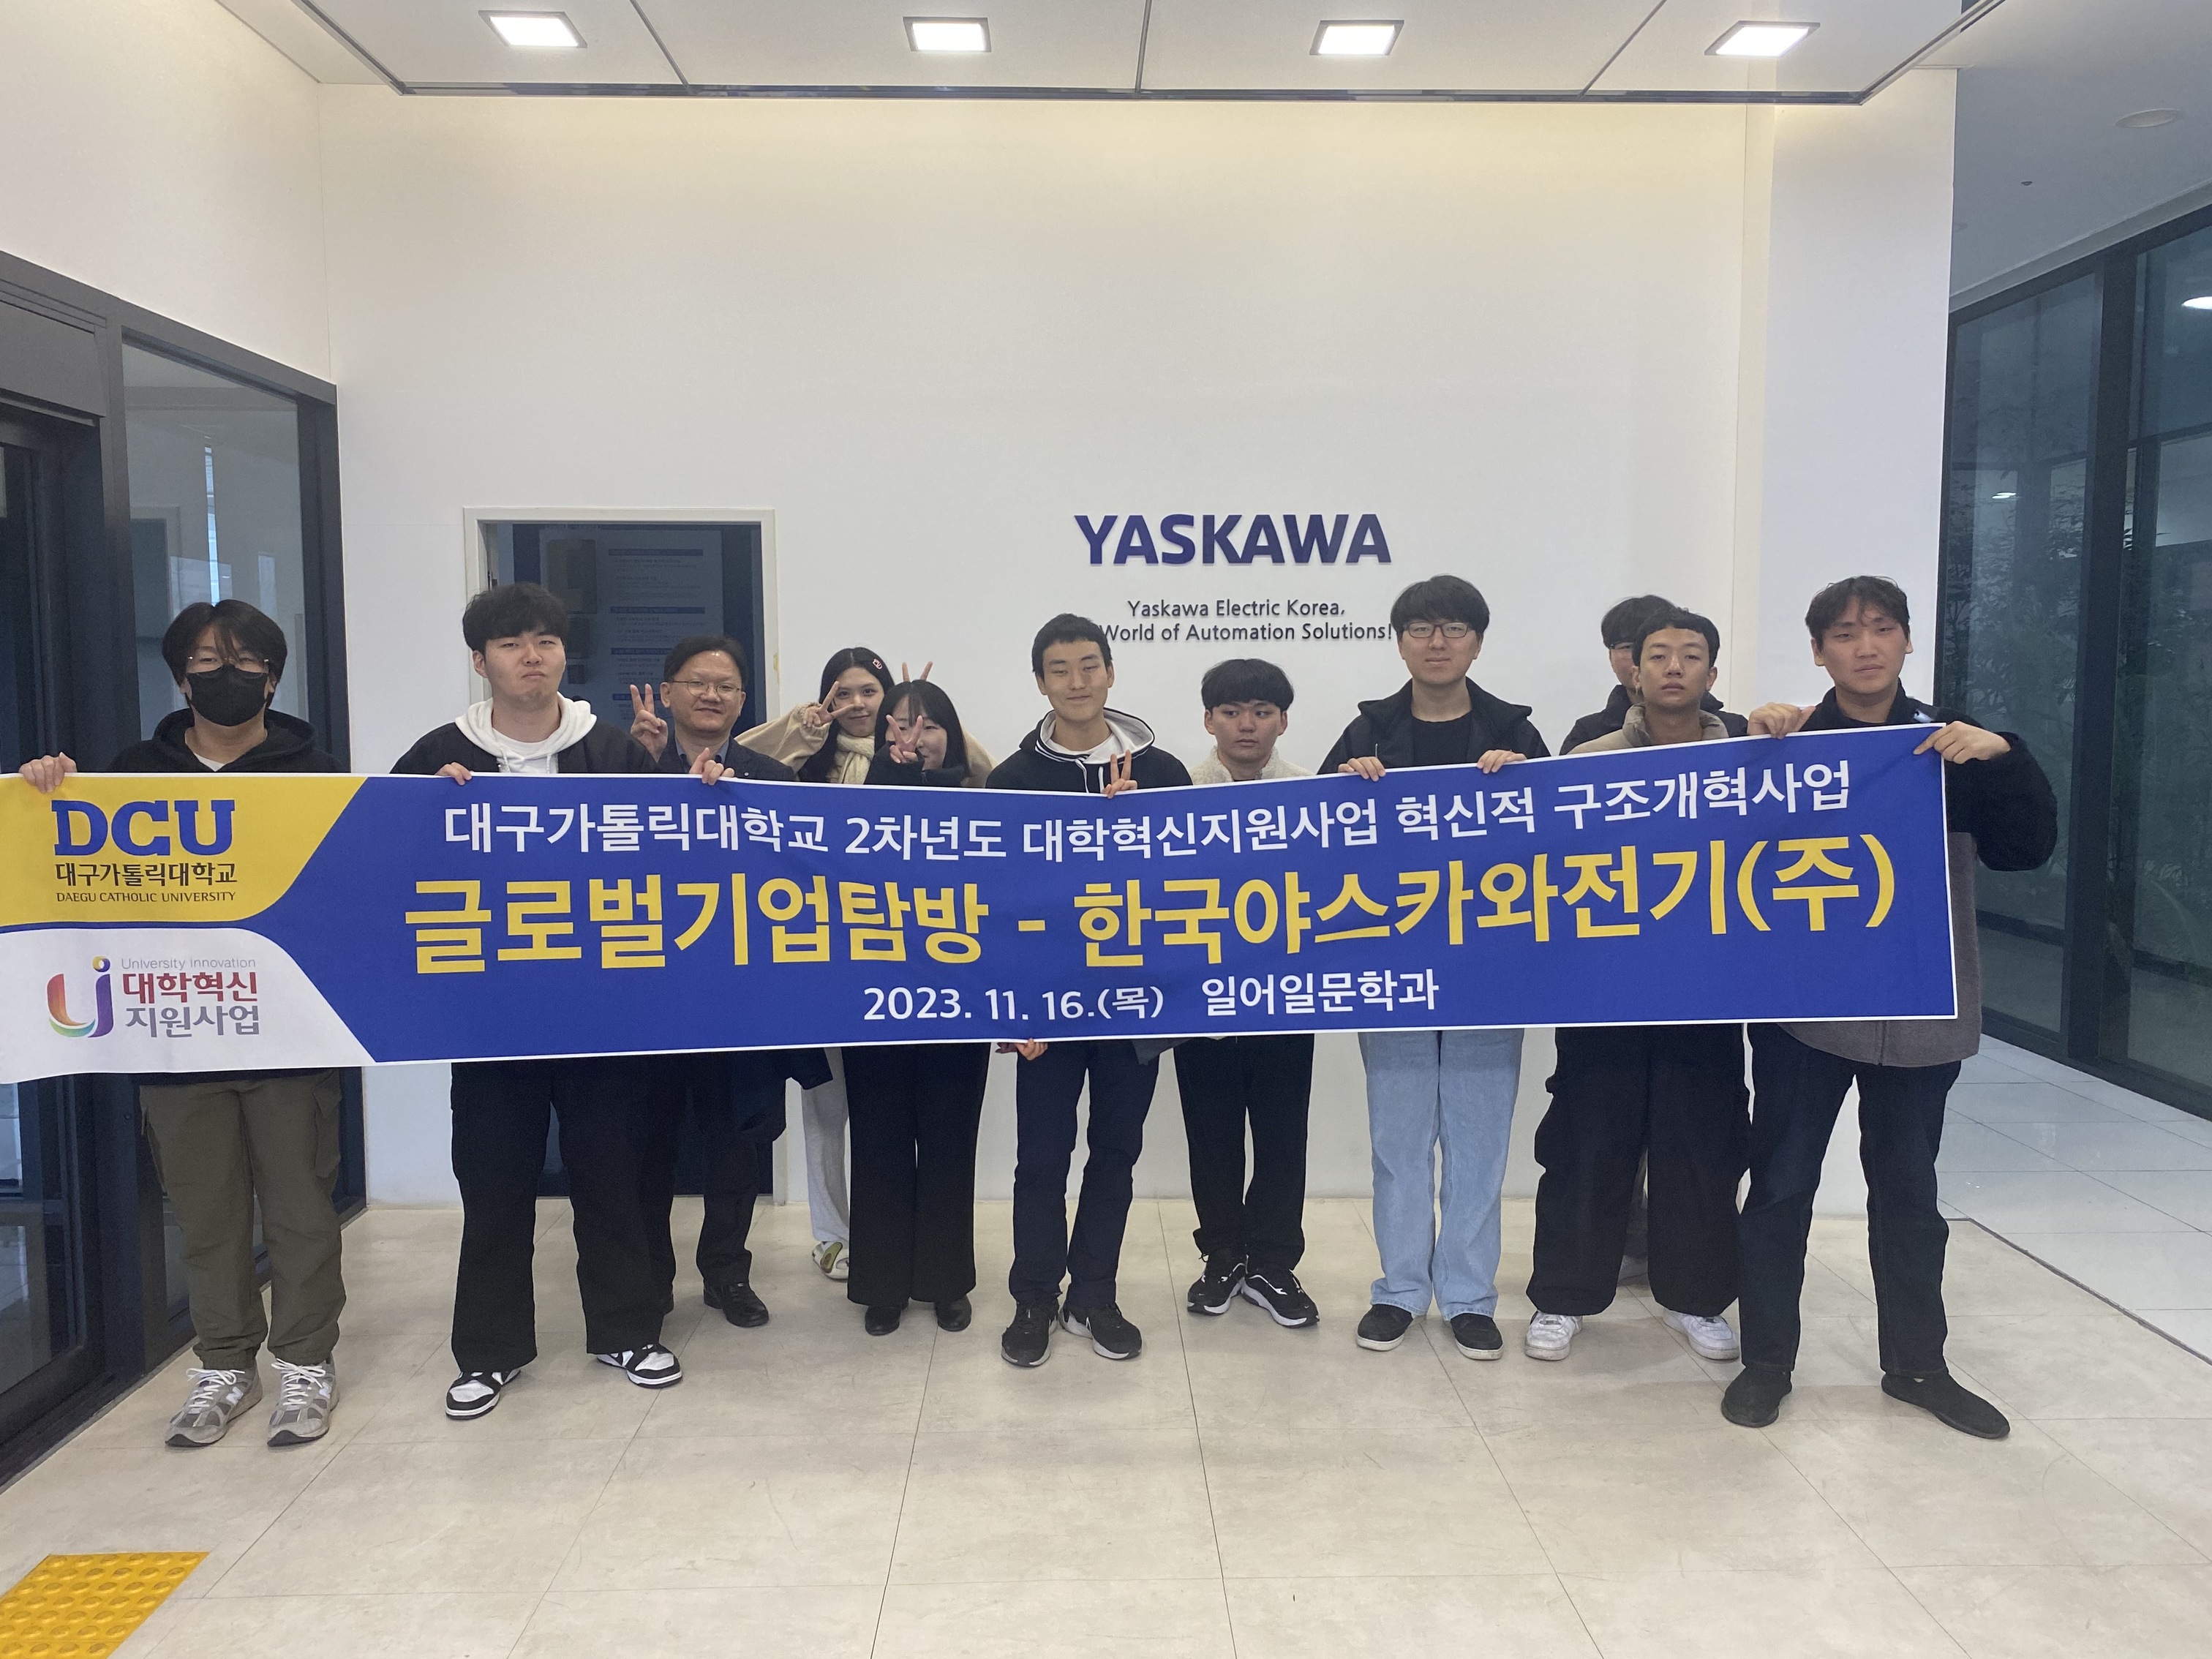 YASKAWA
Yaskawa Electric Korea,
World of Automation Solutions!
DCU
대구가톨릭대학교
DAEGU CATHOLIC UNIVERSITY
University innovation
대학혁신
지원사업
대구가톨릭대학교 2차년도 대학혁신지원사업 혁신적 구조개혁사업
글로벌기업탐방 - 한국야스카와전기(주)
2023. 11. 16.(목) 일어일문학과